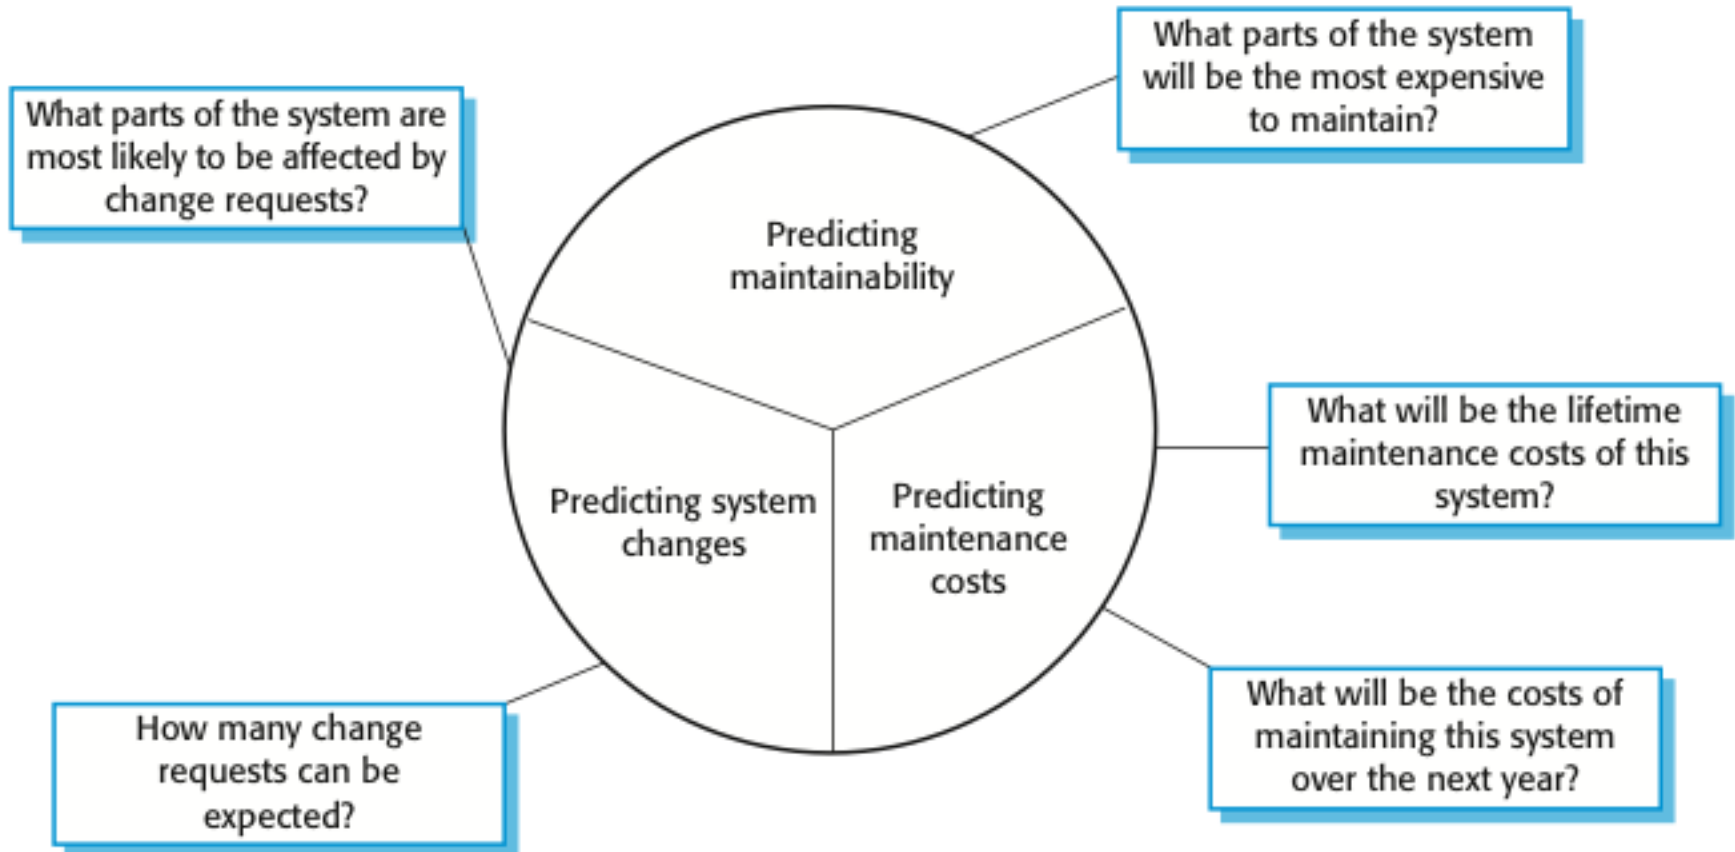 What parts of the system
will be the most expensive
to maintain?
What parts of the system are
most likely to be affected by
change requests?
Predicting
maintainability
What will be the lifetime
maintenance costs of this
system?
Predicting system
changes
Predicting
maintenance
costs
What will be the costs of
maintaining this system
over the next year?
How many change
requests can be
expected?